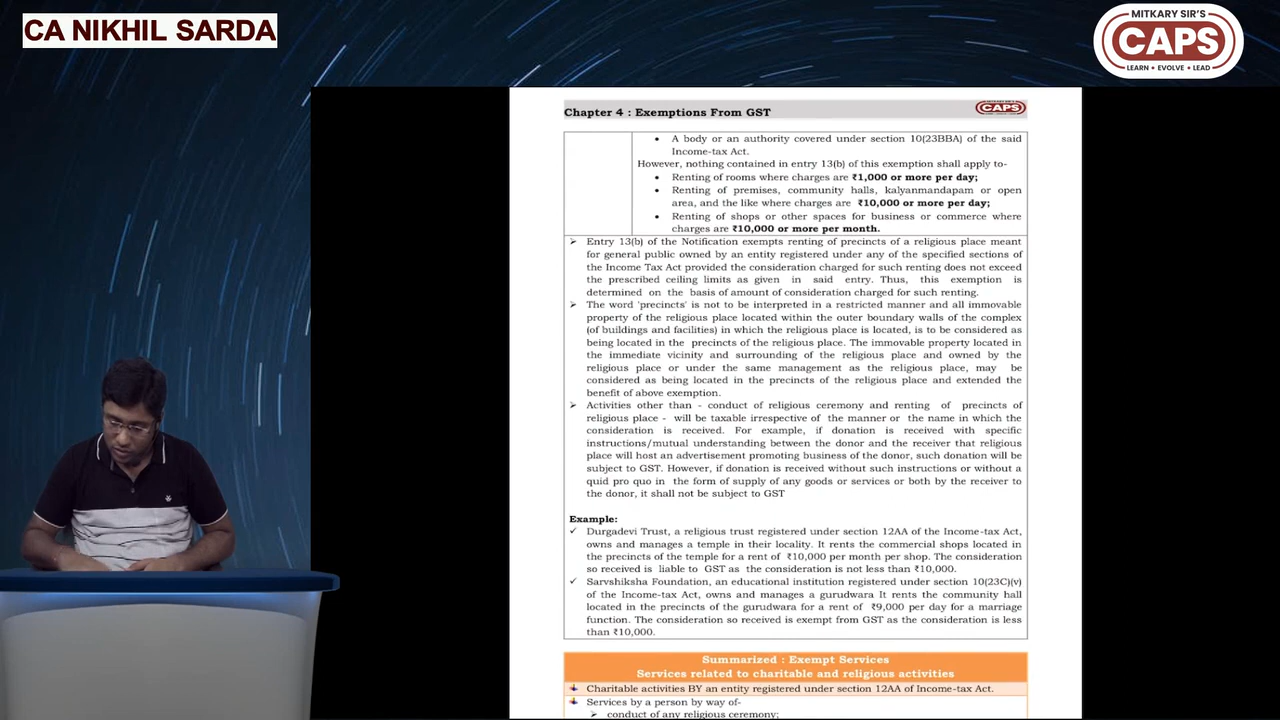 CA NIKHIL SARDA
MITKARY SIR'S
CAPS
LEARN • EVOLVE • LEAD
Chapter 4 : Exemptions From GST
CAPS
• A body or an authority covered under section 10(23BBA) of the said
Income-tax Act.
However, nothing contained in entry 13(b) of this exemption shall apply to-
• Renting of rooms where charges are ₹1,000 or more per day;
• Renting of premises, community halls, kalyanmandapam or open
area, and the like where charges are ₹10,000 or more per day;
• Renting of shops or other spaces for business or commerce where
charges are ₹10,000 or more per month.
➢ Entry 13(b) of the Notification exempts renting of precincts of a religious place meant
for general public owned by an entity registered under any of the specified sections of
the Income Tax Act provided the consideration charged for such renting does not exceed
the prescribed ceiling limits as given in said entry. Thus, this exemption is
determined on the basis of amount of consideration charged for such renting.
➢ The word 'precincts' is not to be interpreted in a restricted manner and all immovable
property of the religious place located within the outer boundary walls of the complex
(of buildings and facilities) in which the religious place is located, is to be considered as
being located in the precincts of the religious place. The immovable property located in
the immediate vicinity and surrounding of the religious place and owned by the
religious place or under the same management as the religious place, may be
considered as being located in the precincts of the religious place and extended the
benefit of above exemption.
➢ Activities other than - conduct of religious ceremony and renting of precincts of
religious place - will be taxable irrespective of the manner or the name in which the
consideration is received. For example, if donation is received with specific
instructions/mutual understanding between the donor and the receiver that religious
place will host an advertisement promoting business of the donor, such donation will be
subject to GST. However, if donation is received without such instructions or without a
quid pro quo in the form of supply of any goods or services or both by the receiver to
the donor, it shall not be subject to GST
Example:
✓ Durgadevi Trust, a religious trust registered under section 12AA of the Income-tax Act,
owns and manages a temple in their locality. It rents the commercial shops located in
the precincts of the temple for a rent of ₹10,000 per month per shop. The consideration
so received is liable to GST as the consideration is not less than ₹10,000.
✓ Sarvshiksha Foundation, an educational institution registered under section 10(23C)(v)
of the Income-tax Act, owns and manages a gurudwara It rents the community hall
located in the precincts of the gurudwara for a rent of ₹9,000 per day for a marriage
function. The consideration so received is exempt from GST as the consideration is less
than ₹10,000.
Summarized : Exempt Services
Services related to charitable and religious activities
Charitable activities BY an entity registered under section 12AA of Income-tax Act.
Services by a person by way of-
➢ conduct of any religious ceremony;